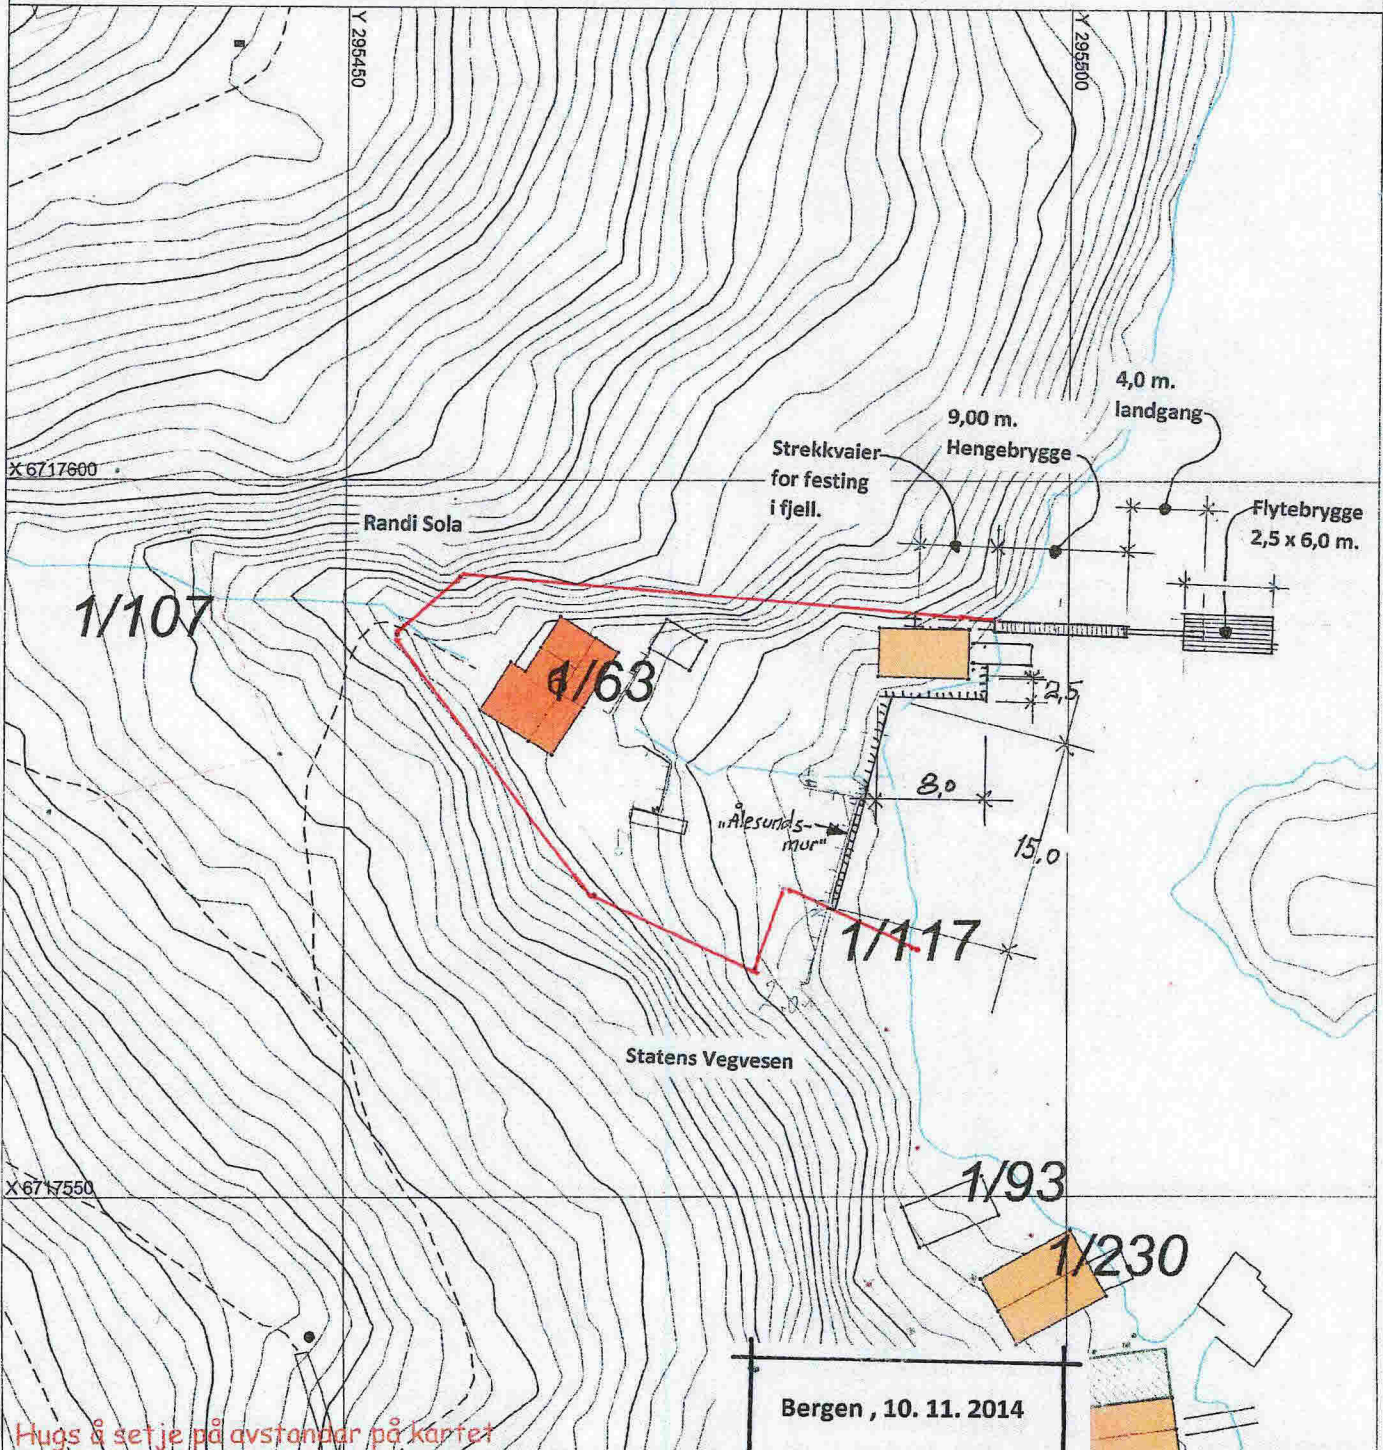 Y 295450
Y 295500
4,0 m.
landgang
9,00 m.
Hengebrygge
Strekkvaier
for festing
i fjell.
X 6717600
Flytebrygge
2,5 x 6,0 m.
Randi Sola
1/107
1/63
2,5
8,0
"Ålesunds-
mur"
15,0
1/117
2,0
Statens Vegvesen
X 6717550
1/93
1/230
Bergen , 10. 11. 2014
Hugs å setje på avstandar på kartet